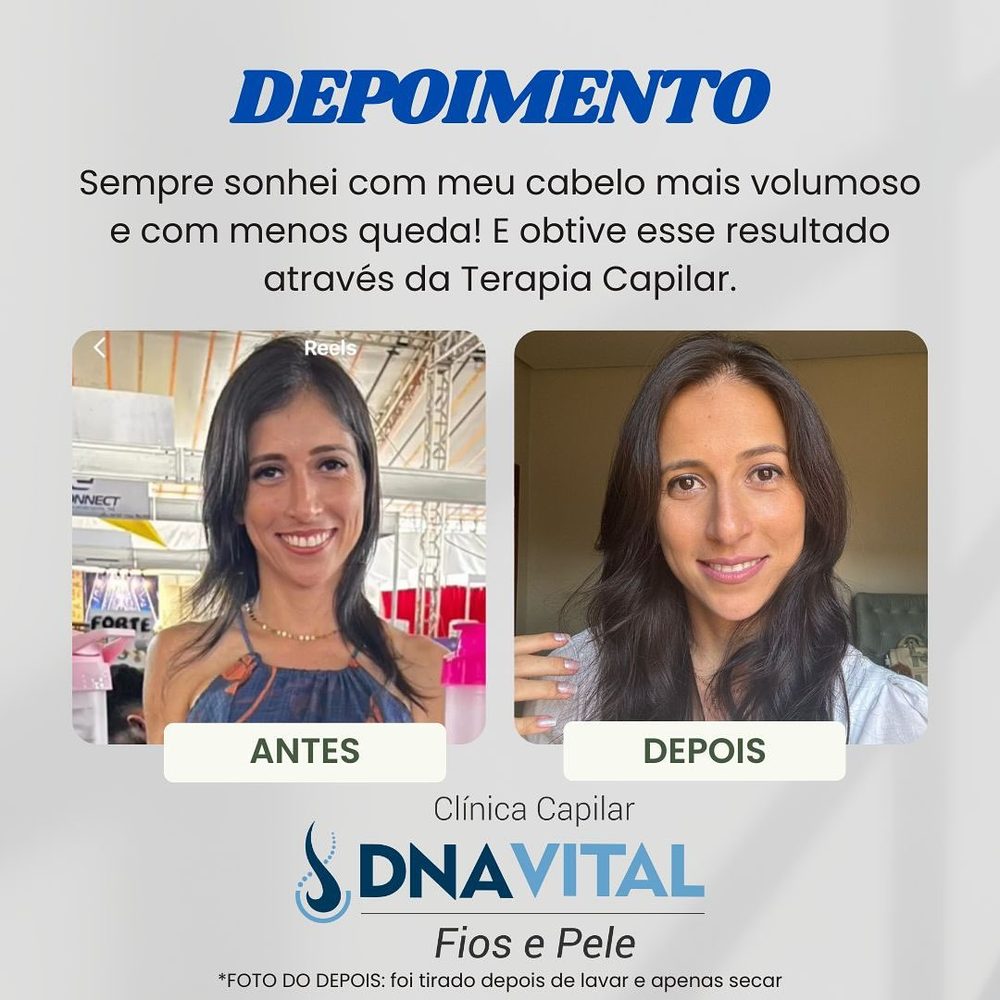 DEPOIMENTO
Sempre sonhei com meu cabelo mais volumoso
e com menos queda! E obtive esse resultado
através da Terapia Capilar.
Reels
NNECT
FORTE
ANTES
DEPOIS
Clínica Capilar
DNAVITAL
Fios e Pele
*FOTO DO DEPOIS: foi tirado depois de lavar e apenas secar